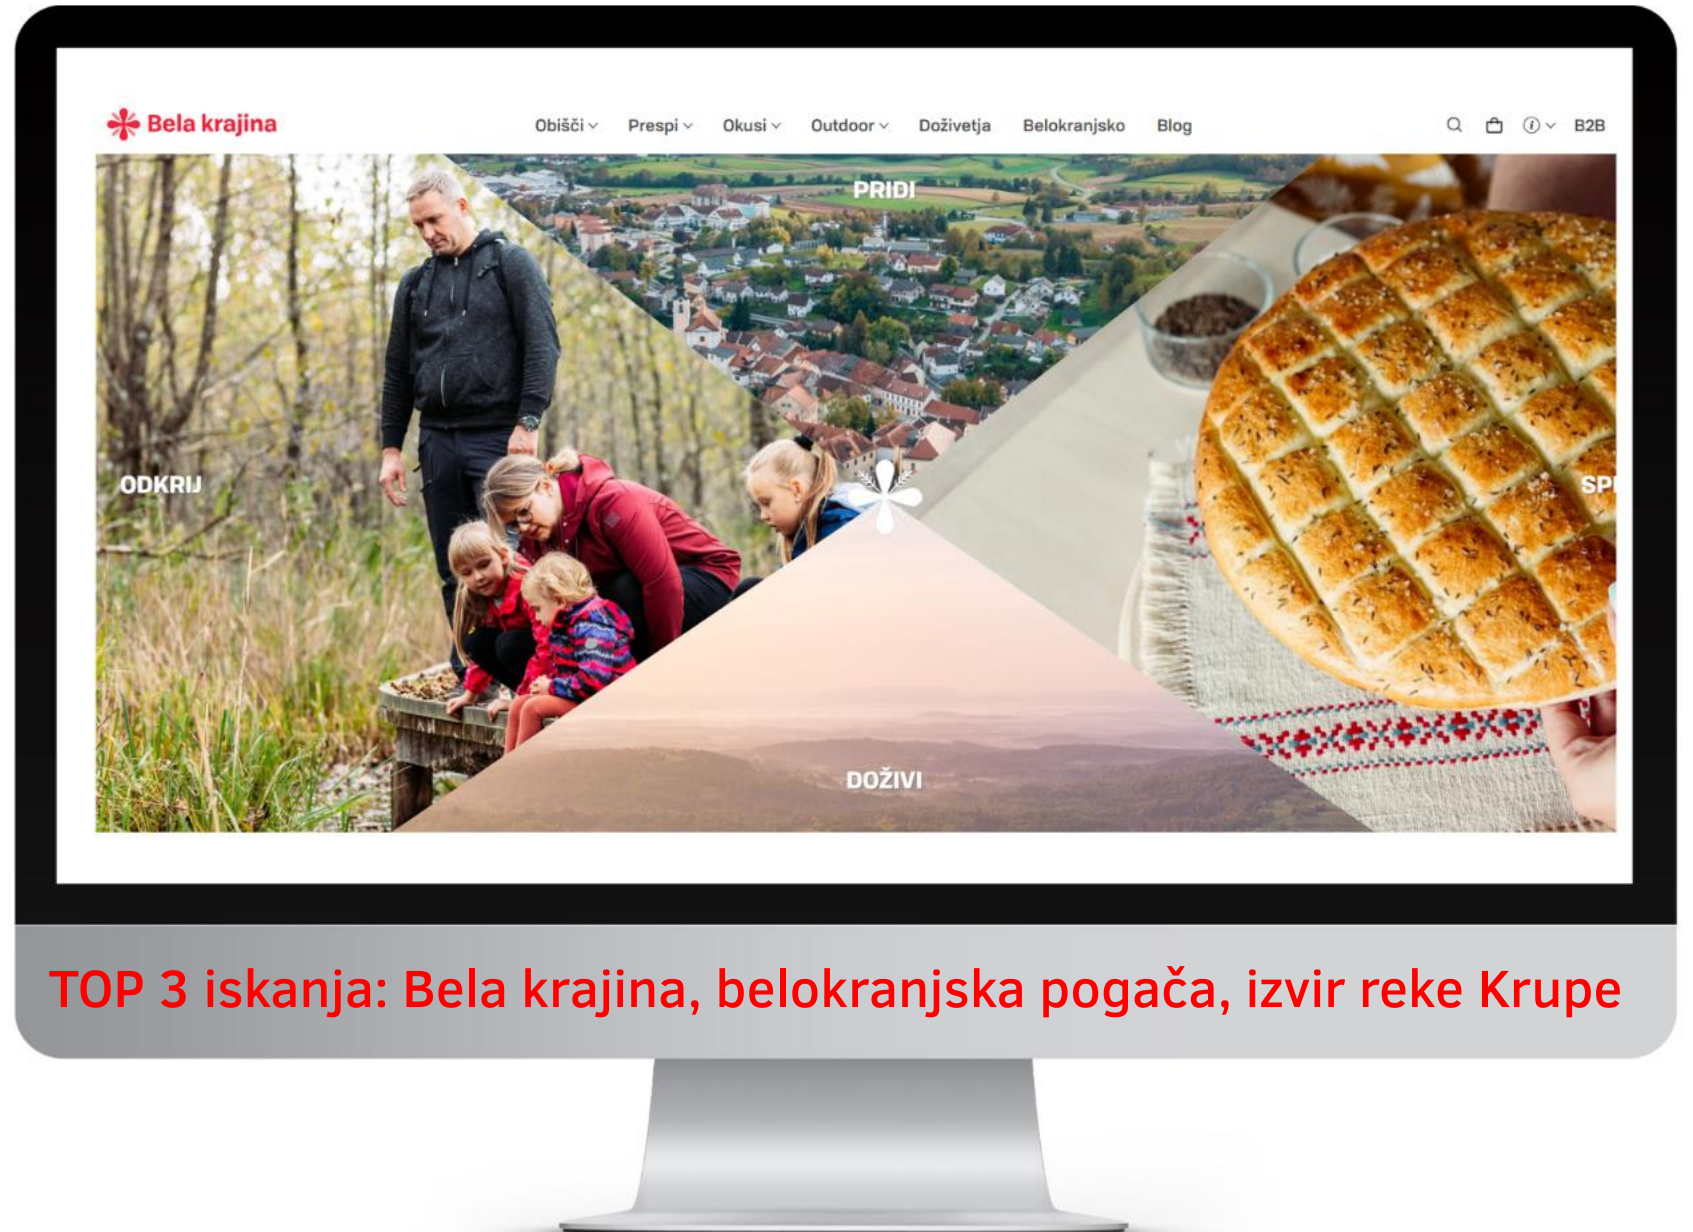 Bela krajina
Obišči Prespi Okusi Outdoor Doživetja Belokranjsko Blog B2B
PRIDI
ODKRIJ
DOŽIVI
TOP 3 iskanja: Bela krajina, belokranjska pogača, izvir reke Krupe